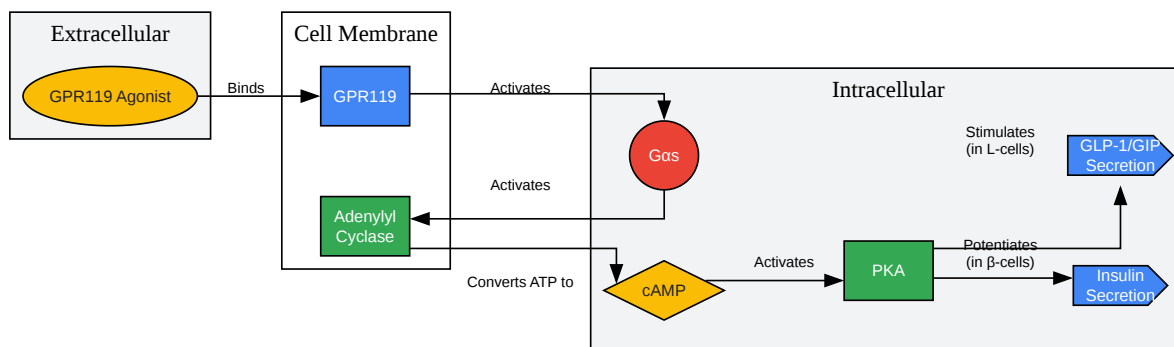 Extracellular
GPR119 Agonist
Binds
Cell Membrane
GPR119
Activates
Adenylyl
Cyclase
Activates
Converts ATP to
Intracellular
Gαs
cAMP
Activates
PKA
Stimulates
(in L-cells)
GLP-1/GIP
Secretion
Potentiates
(in β-cells)
Insulin
Secretion